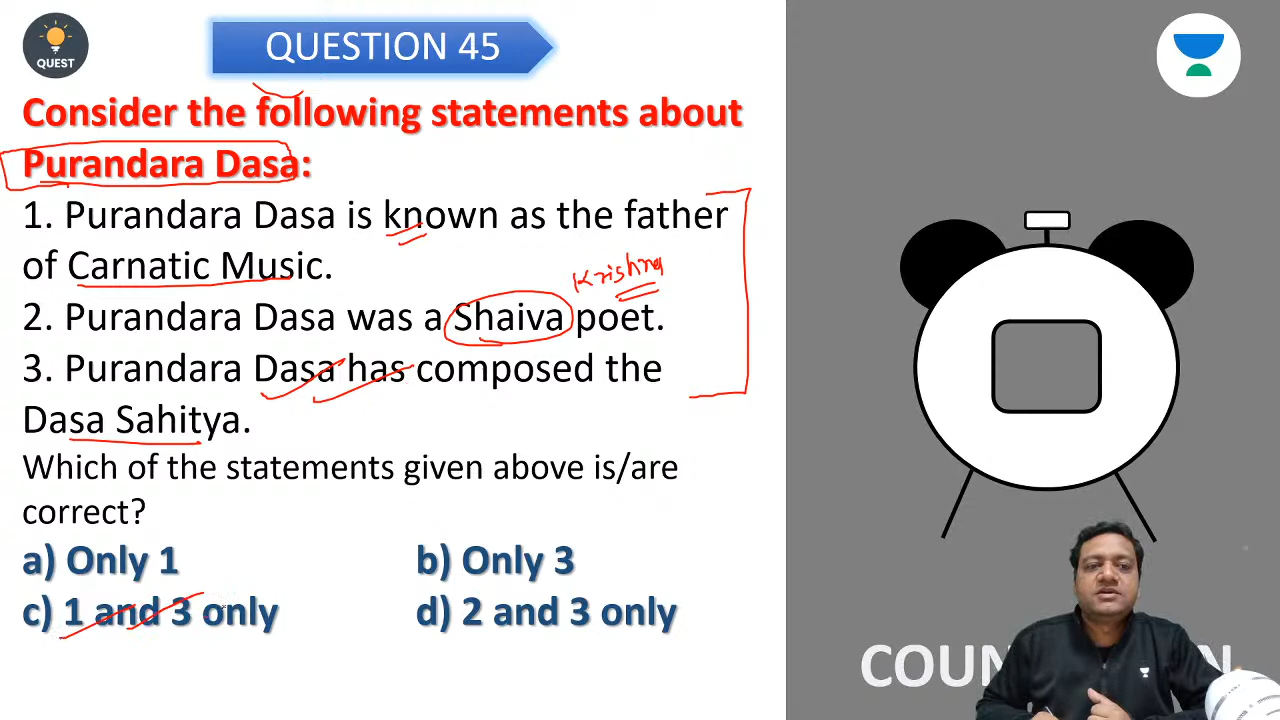 QUEST
QUESTION 45
Consider the following statements about
Purandara Dasa:
1. Purandara Dasa is known as the father
of Carnatic Music.
Krishna
2. Purandara Dasa was a Shaiva poet.
3. Purandara Dasa has composed the
Dasa Sahitya.
Which of the statements given above is/are
correct?
a) Only 1
b) Only 3
c) 1 and 3 only
d) 2 and 3 only